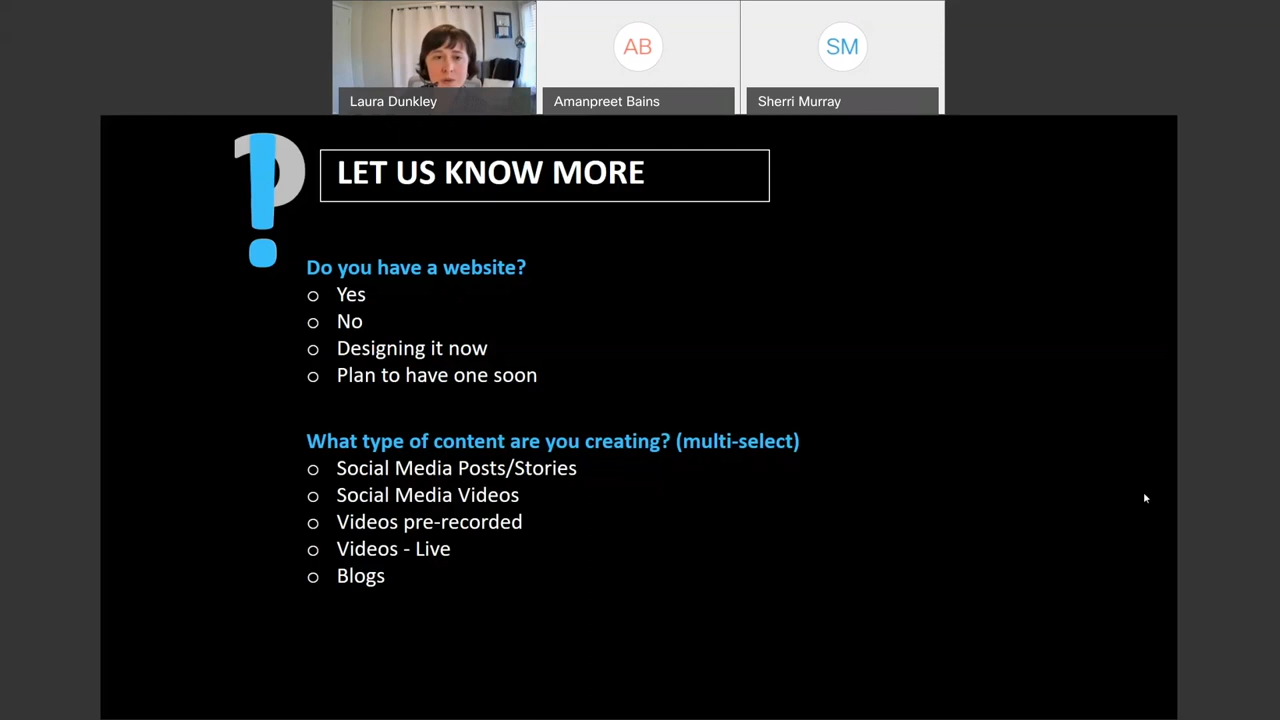 AB
SM
Laura Dunkley
Amanpreet Bains
Sherri Murray
LET US KNOW MORE
Do you have a website?
o Yes
o No
o Designing it now
o Plan to have one soon
What type of content are you creating? (multi-select)
o Social Media Posts/Stories
o Social Media Videos
o Videos pre-recorded
o Videos - Live
o Blogs